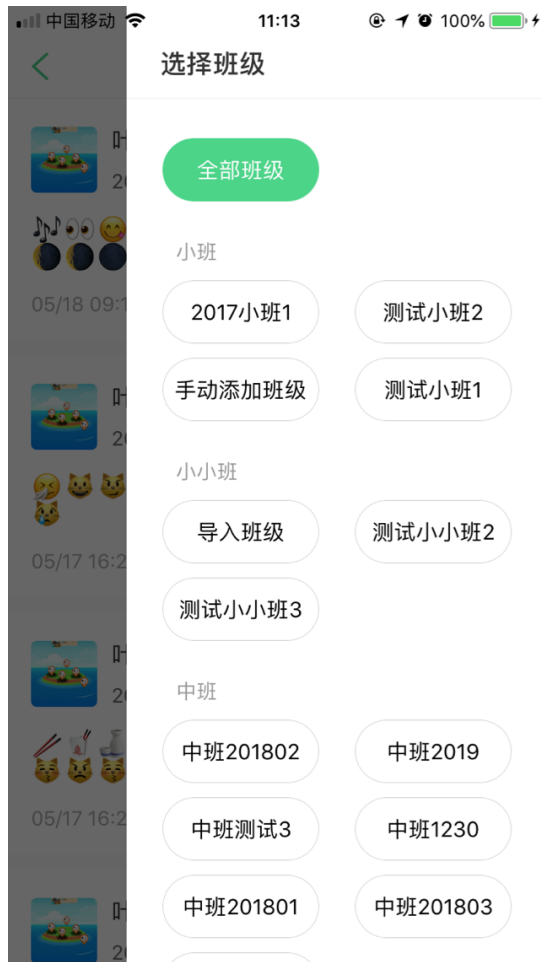 中国移动 11:13 100%
选择班级
全部班级
小班
2017小班1 测试小班2
手动添加班级 测试小班1
小小班
导入班级 测试小小班2
测试小小班3
中班
中班201802 中班2019
中班测试3 中班1230
中班201801 中班201803
叶
05/18 09:1
叶
05/17 16:2
叶
05/17 16:2
叶